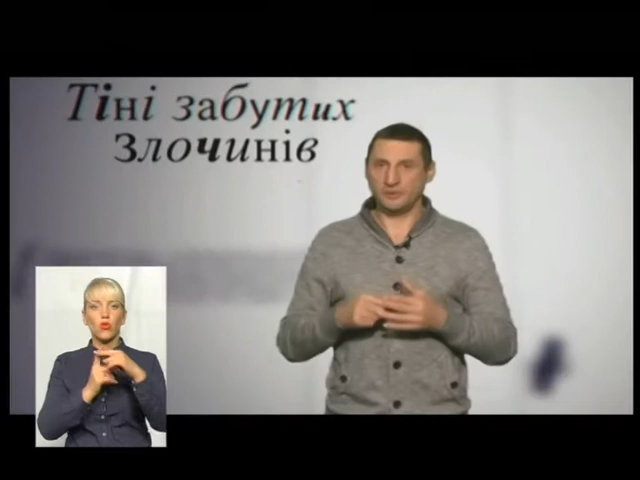 Тіні забутих
Злочинів